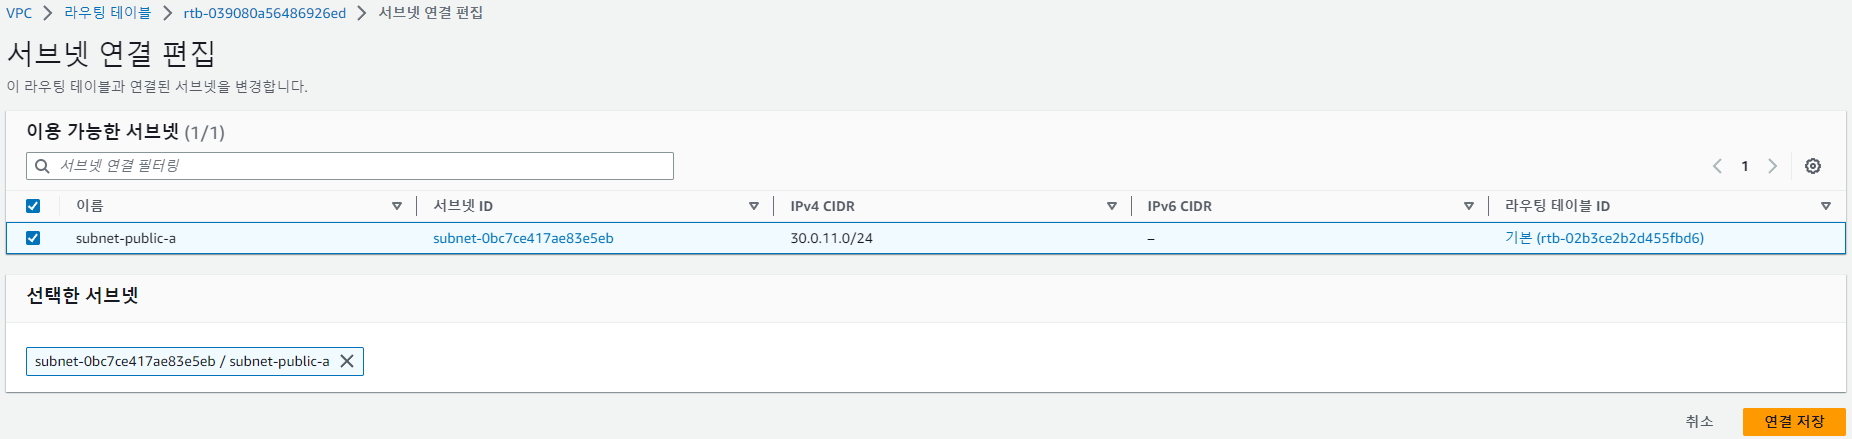 VPC > 라우팅 테이블 > rtb-039080a56486926ed > 서브넷 연결 편집
서브넷 연결 편집
이 라우팅 테이블과 연결된 서브넷을 변경합니다.
이용 가능한 서브넷 (1/1)
서브넷 연결 필터링
1
이름 서브넷 ID IPv4 CIDR IPv6 CIDR 라우팅 테이블 ID
subnet-public-a subnet-0bc7ce417ae83e5eb 30.0.11.0/24 – 기본 (rtb-02b3ce2b2d455fbd6)
선택한 서브넷
subnet-0bc7ce417ae83e5eb / subnet-public-a
취소 연결 저장